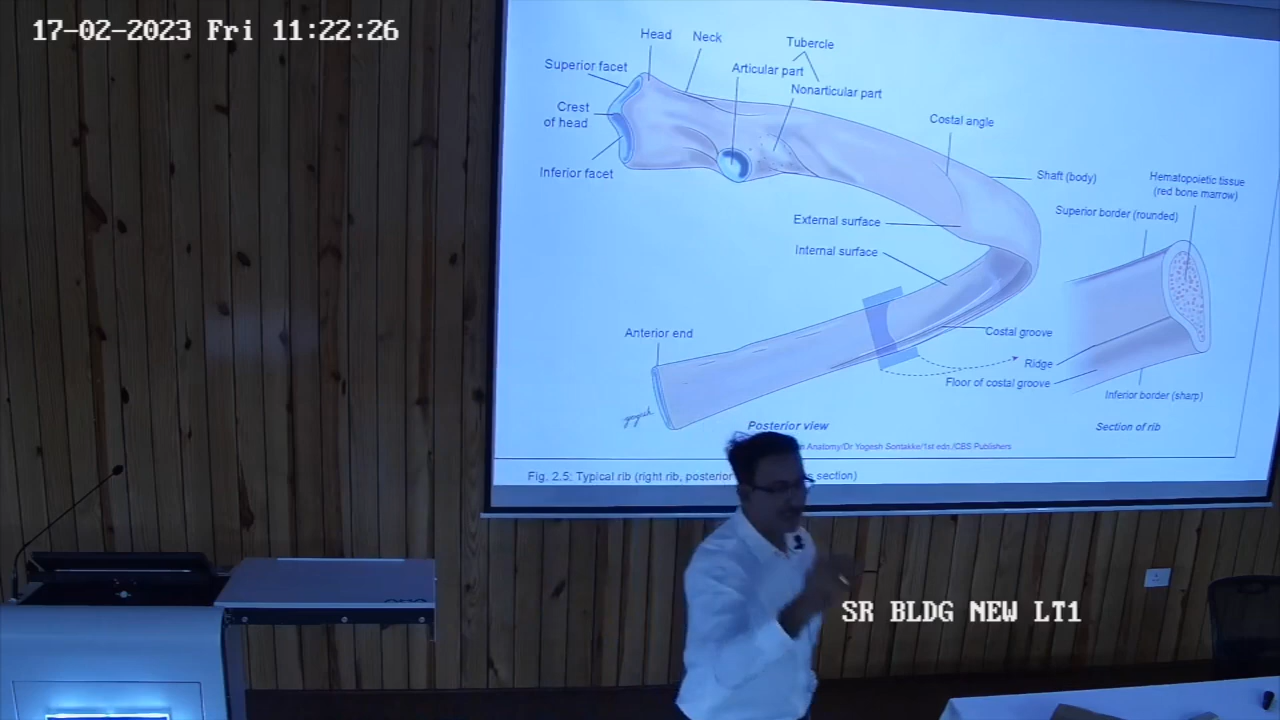 17-02-2023 Fri 11:22:26
Head
Neck
Tubercle
Superior facet
Articular part
Nonarticular part
Crest
of head
Costal angle
Inferior facet
Shaft (body)
Hematopoietic tissue
(red bone marrow)
Superior border (rounded)
External surface
Internal surface
Anterior end
Costal groove
Ridge
Floor of costal groove
Inferior border (sharp)
yogesh
Posterior view
Section of rib
Anatomy/Dr Yogesh Sontakke/1st edn./CBS Publishers
Fig. 2.5: Typical rib (right rib, posterior section)
SR BLDG NEW LT1